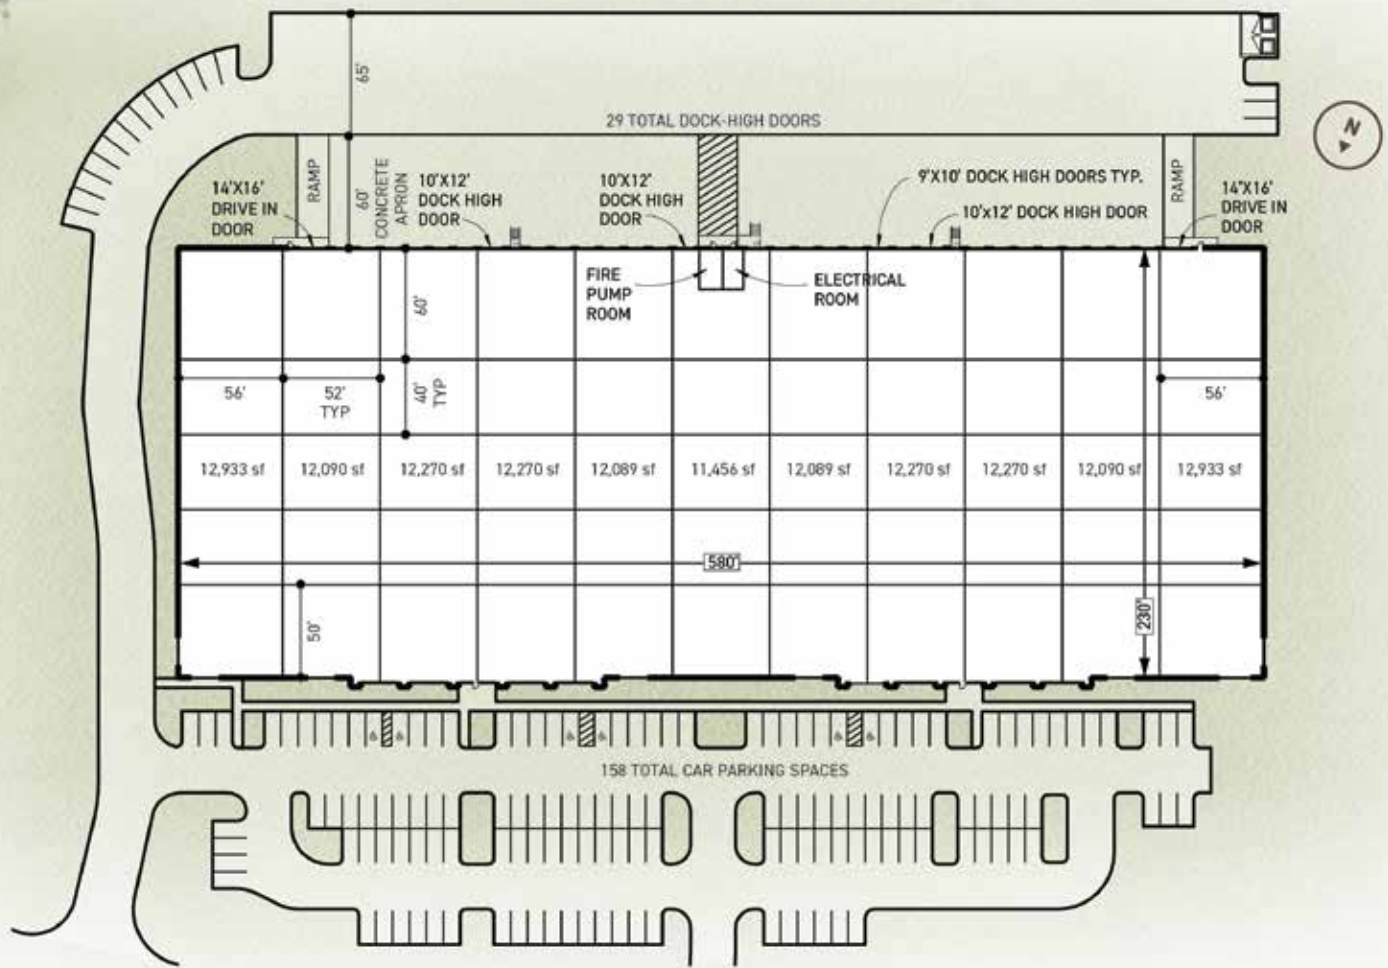 65'
29 TOTAL DOCK-HIGH DOORS
N
RAMP
60'
CONCRETE
APRON
14'X16'
DRIVE IN
DOOR
10'X12'
DOCK HIGH
DOOR
10'X12'
DOCK HIGH
DOOR
9'X10' DOCK HIGH DOORS TYP.
10'x12' DOCK HIGH DOOR
RAMP
14'X16'
DRIVE IN
DOOR
FIRE
PUMP
ROOM
ELECTRICAL
ROOM
60'
56'
52'
TYP
40'
TYP
56'
12,933 sf
12,090 sf
12,270 sf
12,270 sf
12,089 sf
11,456 sf
12,089 sf
12,270 sf
12,270 sf
12,090 sf
12,933 sf
580'
50'
230'
158 TOTAL CAR PARKING SPACES